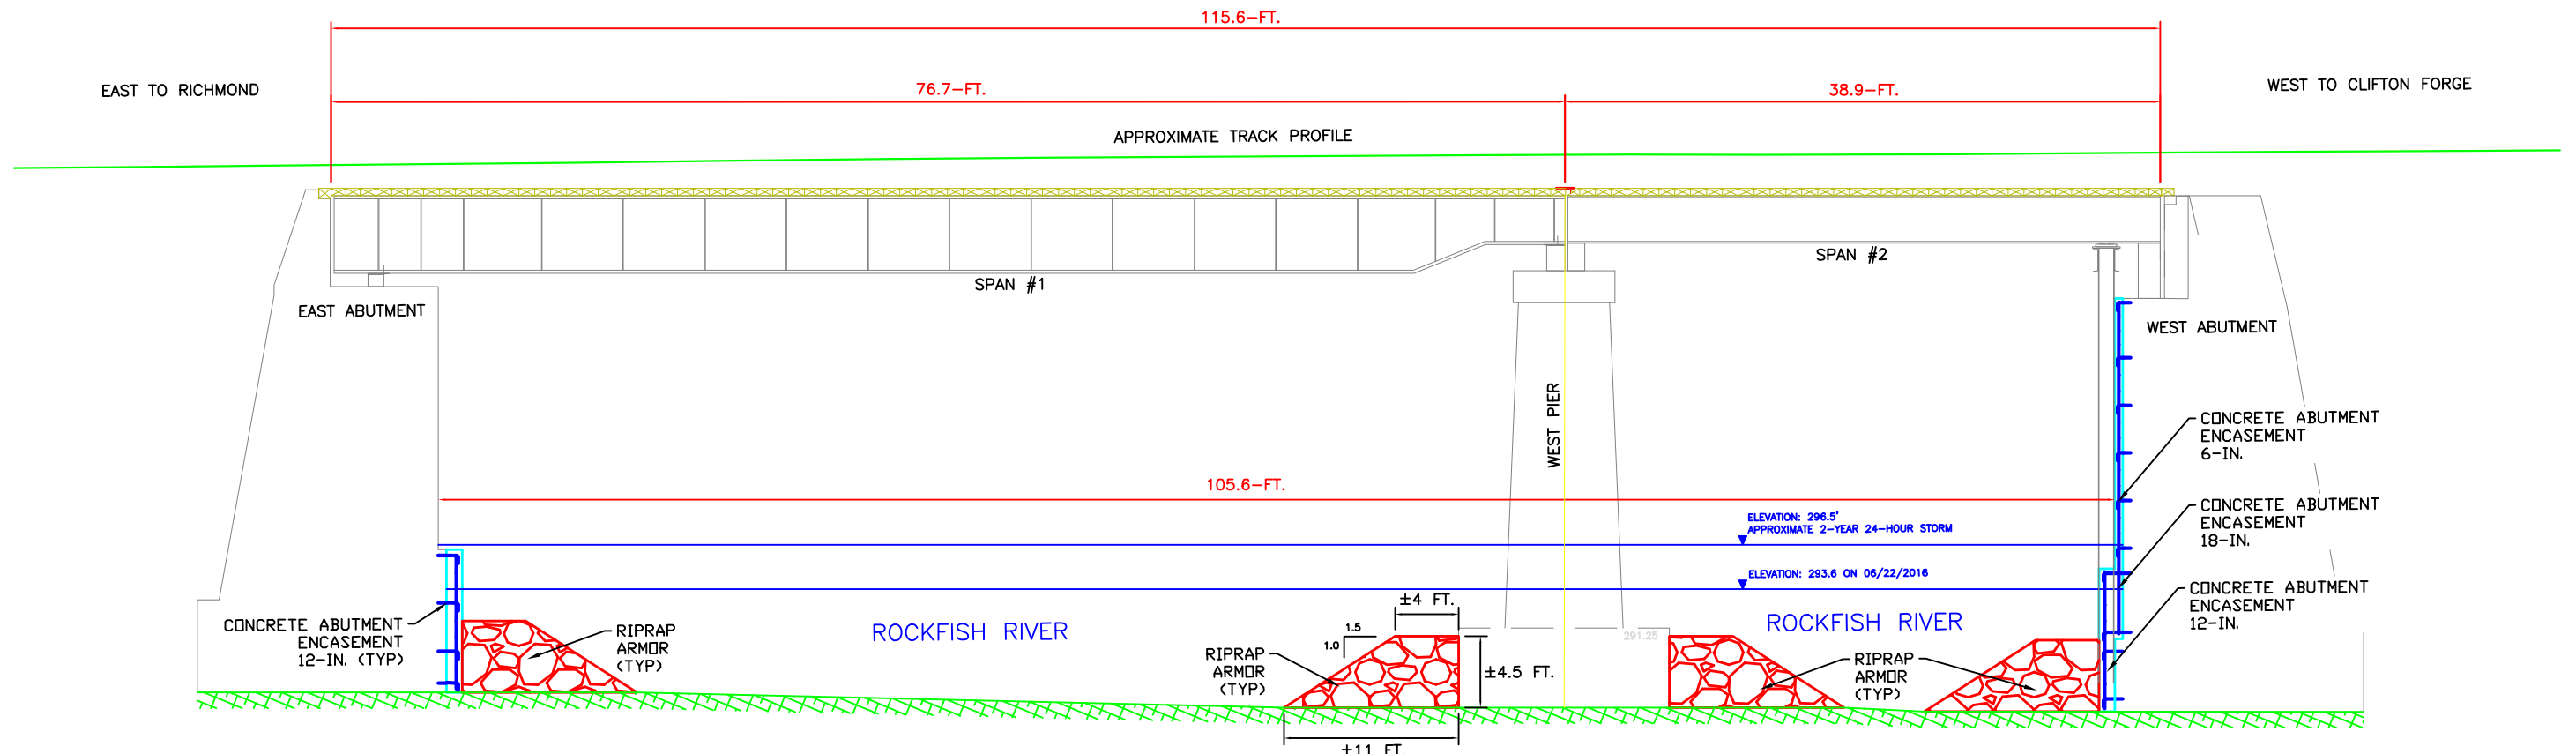 115.6-FT.
EAST TO RICHMOND
76.7-FT.
38.9-FT.
WEST TO CLIFTON FORGE
APPROXIMATE TRACK PROFILE
SPAN #1
SPAN #2
EAST ABUTMENT
WEST ABUTMENT
WEST PIER
CONCRETE ABUTMENT
ENCASEMENT
6-IN.
105.6-FT.
ELEVATION: 296.5'
APPROXIMATE 2-YEAR 24-HOUR STORM
CONCRETE ABUTMENT
ENCASEMENT
18-IN.
ELEVATION: 293.6 ON 06/22/2016
CONCRETE ABUTMENT
ENCASEMENT
12-IN.
CONCRETE ABUTMENT
ENCASEMENT
12-IN. (TYP)
RIPRAP
ARMOR
(TYP)
ROCKFISH RIVER
±4 FT.
1.5
1.0
RIPRAP
ARMOR
(TYP)
±4.5 FT.
±11 FT.
291.25
ROCKFISH RIVER
RIPRAP
ARMOR
(TYP)